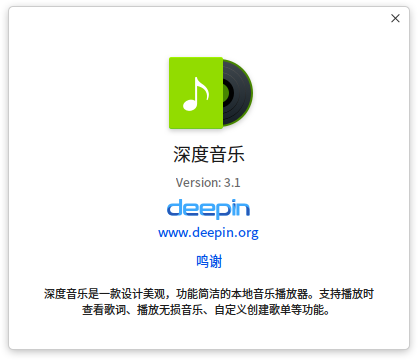 深度音乐
Version: 3.1
deepin
www.deepin.org
鸣谢
深度音乐是一款设计美观，功能简洁的本地音乐播放器。支持播放时
查看歌词、播放无损音乐、自定义创建歌单等功能。